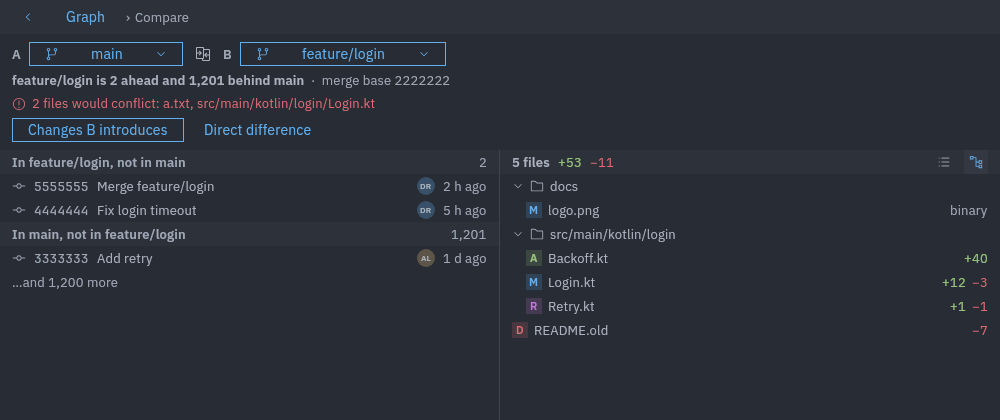 Graph › Compare
A main B feature/login
feature/login is 2 ahead and 1,201 behind main · merge base 2222222
2 files would conflict: a.txt, src/main/kotlin/login/Login.kt
Changes B introduces Direct difference
In feature/login, not in main 2
5555555 Merge feature/login DR 2 h ago
4444444 Fix login timeout DR 5 h ago
In main, not in feature/login 1,201
3333333 Add retry AL 1 d ago
…and 1,200 more
5 files +53 −11
docs
M logo.png binary
src/main/kotlin/login
A Backoff.kt +40
M Login.kt +12 −3
R Retry.kt +1 −1
D README.old −7